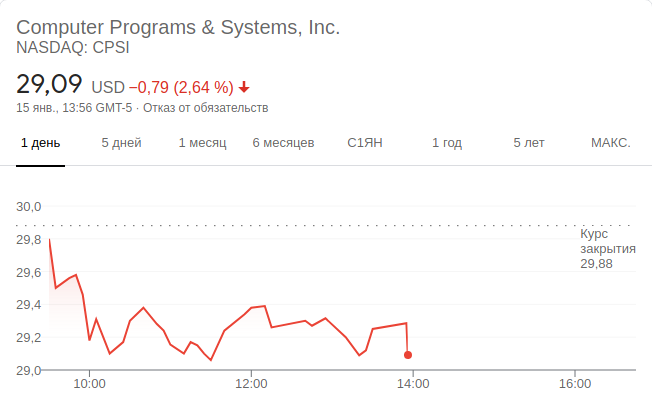 Computer Programs & Systems, Inc.
NASDAQ: CPSI
29,09 USD −0,79 (2,64 %)
15 янв., 13:56 GMT-5 · Отказ от обязательств
1 день 5 дней 1 месяц 6 месяцев С1ЯН 1 год 5 лет МАКС.
30,0
29,8
29,6
29,4
29,2
29,0
Курс
закрытия
29,88
10:00 12:00 14:00 16:00